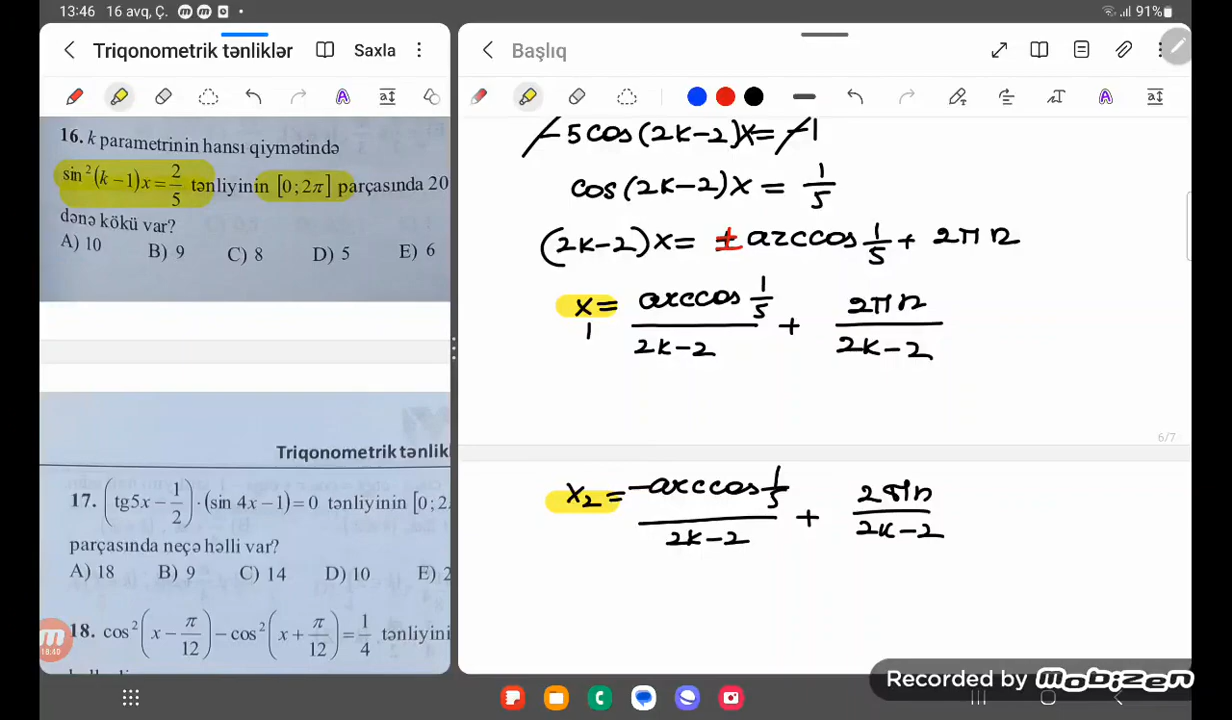 13:46 16 avq, Ç.
91%
Triqonometrik tənliklər
Saxla
16. k parametrinin hansı qiymətində
sin²(k−1)x=2/5 tənliyinin [0;2π] parçasında 20
dənə kökü var?
A) 10 B) 9 C) 8 D) 5 E) 6
Triqonometrik tənlikl
17. (tg5x−1/2)·(sin 4x−1)=0 tənliyinin [0;2
parçasında neçə həlli var?
A) 18 B) 9 C) 14 D) 10 E) 2
18. cos²(x−π/12)−cos²(x+π/12)=1/4 tənliyini
18:40
Başlıq
−5cos(2k−2)x=−1
cos(2k−2)x=1/5
(2k−2)x=±arccos 1/5+2πn
x₁=arccos 1/5/(2k−2)+2πn/(2k−2)
6/7
x₂=−arccos 1/5/(2k−2)+2πn/(2k−2)
Recorded by mobizen